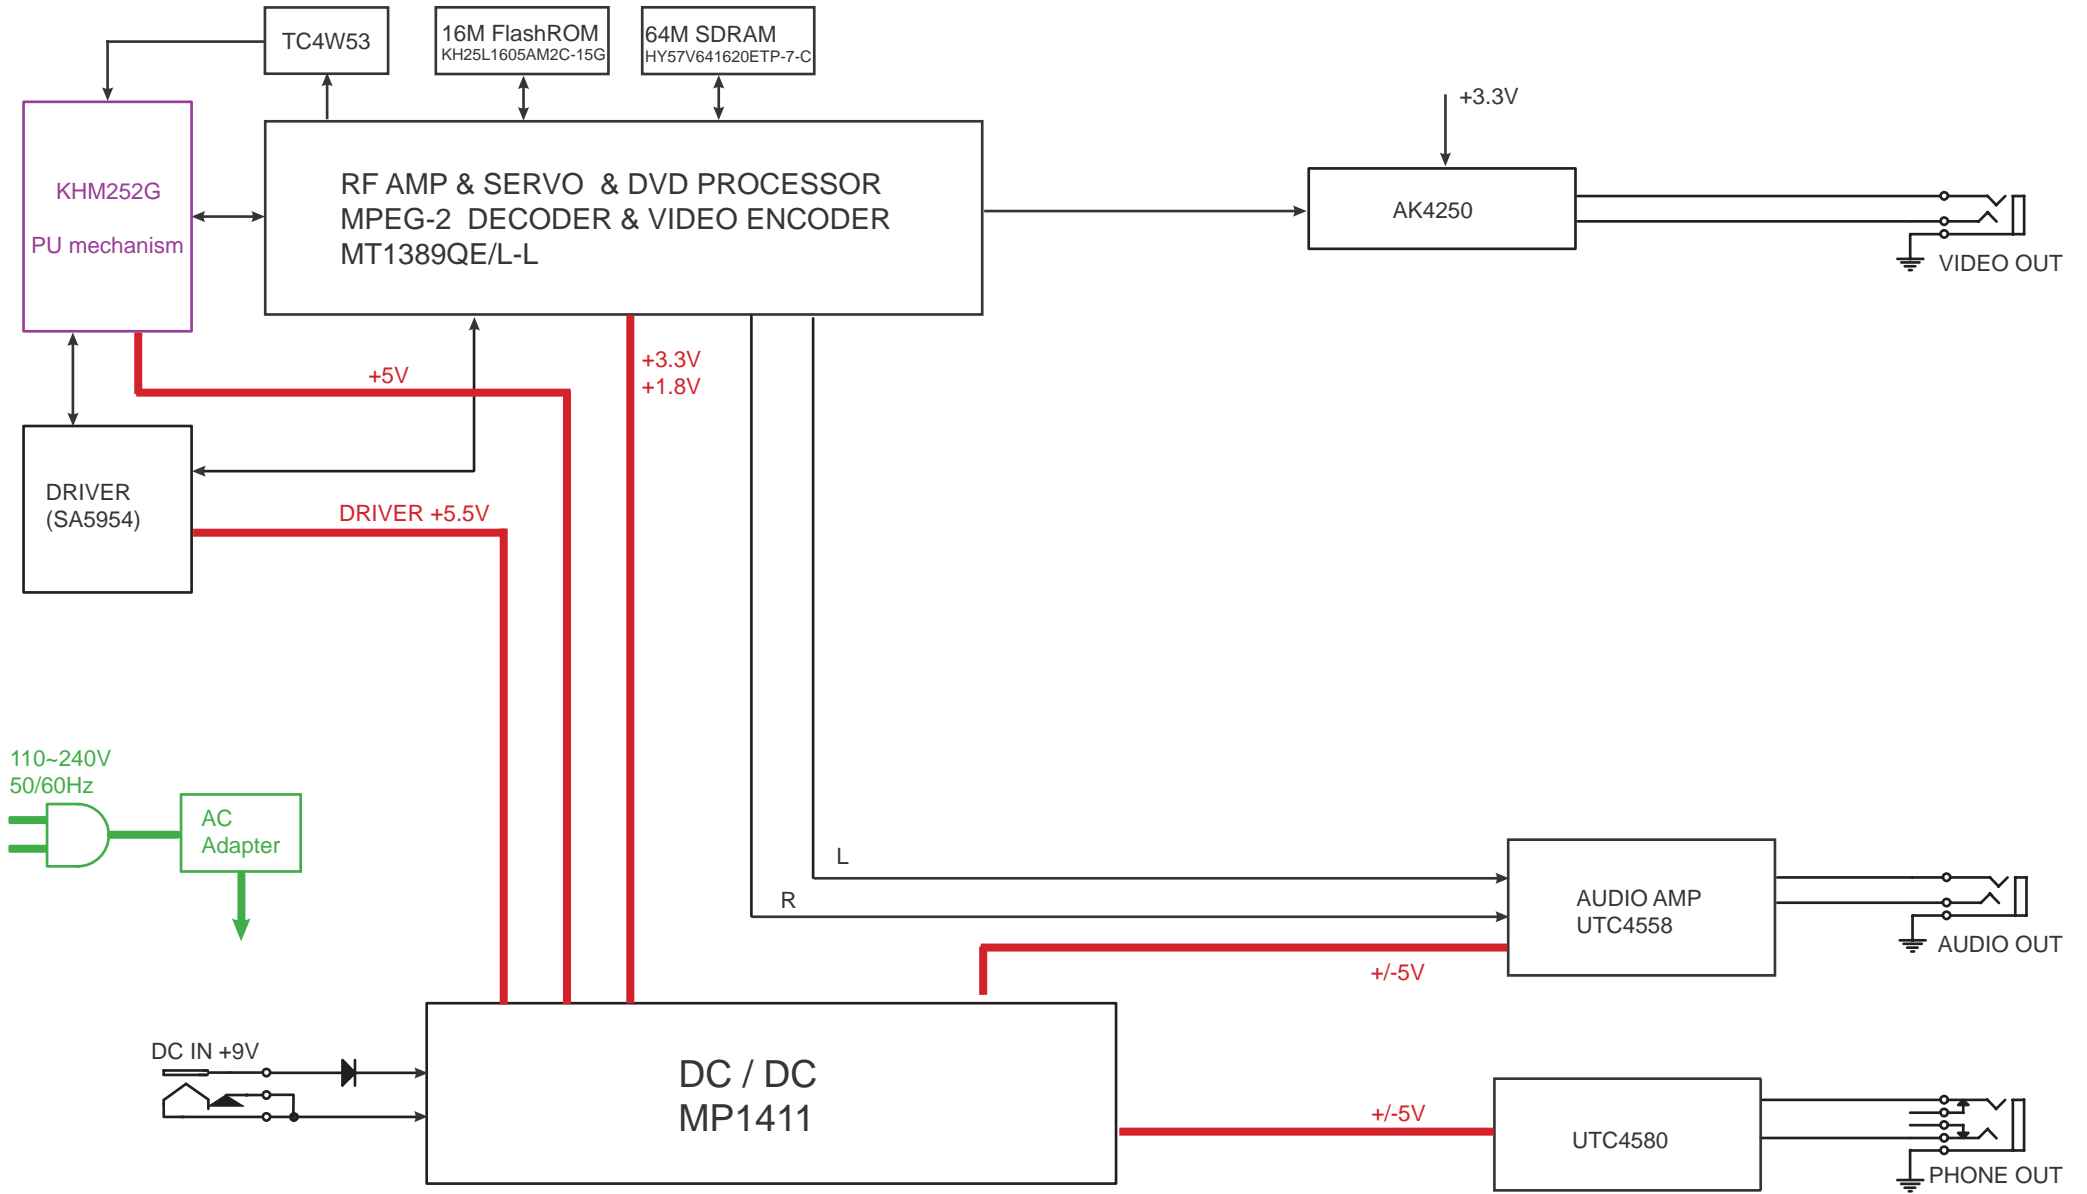 TC4W53
16M FlashROM
KH25L1605AM2C-15G
64M SDRAM
HY57V641620ETP-7-C
+3.3V
KHM252G
PU mechanism
RF AMP & SERVO & DVD PROCESSOR
MPEG-2 DECODER & VIDEO ENCODER
MT1389QE/L-L
AK4250
VIDEO OUT
+5V
+3.3V
+1.8V
DRIVER
(SA5954)
DRIVER +5.5V
110~240V
50/60Hz
AC
Adapter
L
R
AUDIO AMP
UTC4558
AUDIO OUT
+/-5V
DC IN +9V
DC / DC
MP1411
+/-5V
UTC4580
PHONE OUT